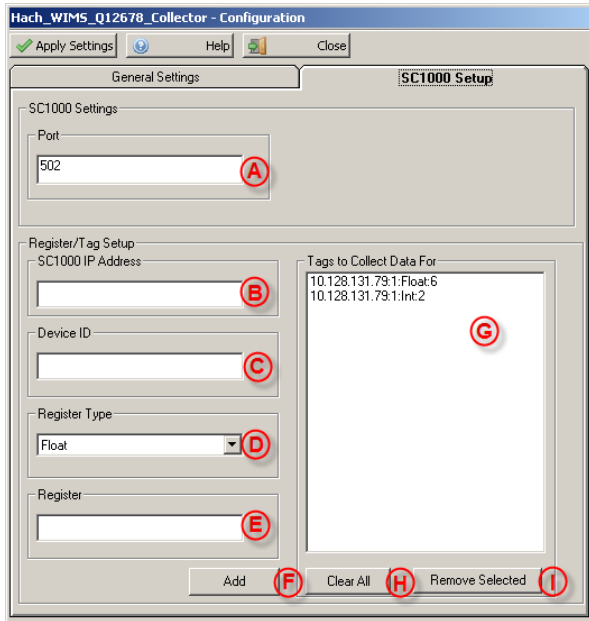 Hach_WIMS_Q12678_Collector - Configuration
Apply Settings Help Close
General Settings SC1000 Setup
SC1000 Settings
Port
502 A
Register/Tag Setup
SC1000 IP Address
B
Device ID
C
Register Type
Float D
Register
E
Add F
Tags to Collect Data For
10.128.131.79:1:Float:6
10.128.131.79:1:Int:2
G
Clear All H Remove Selected I